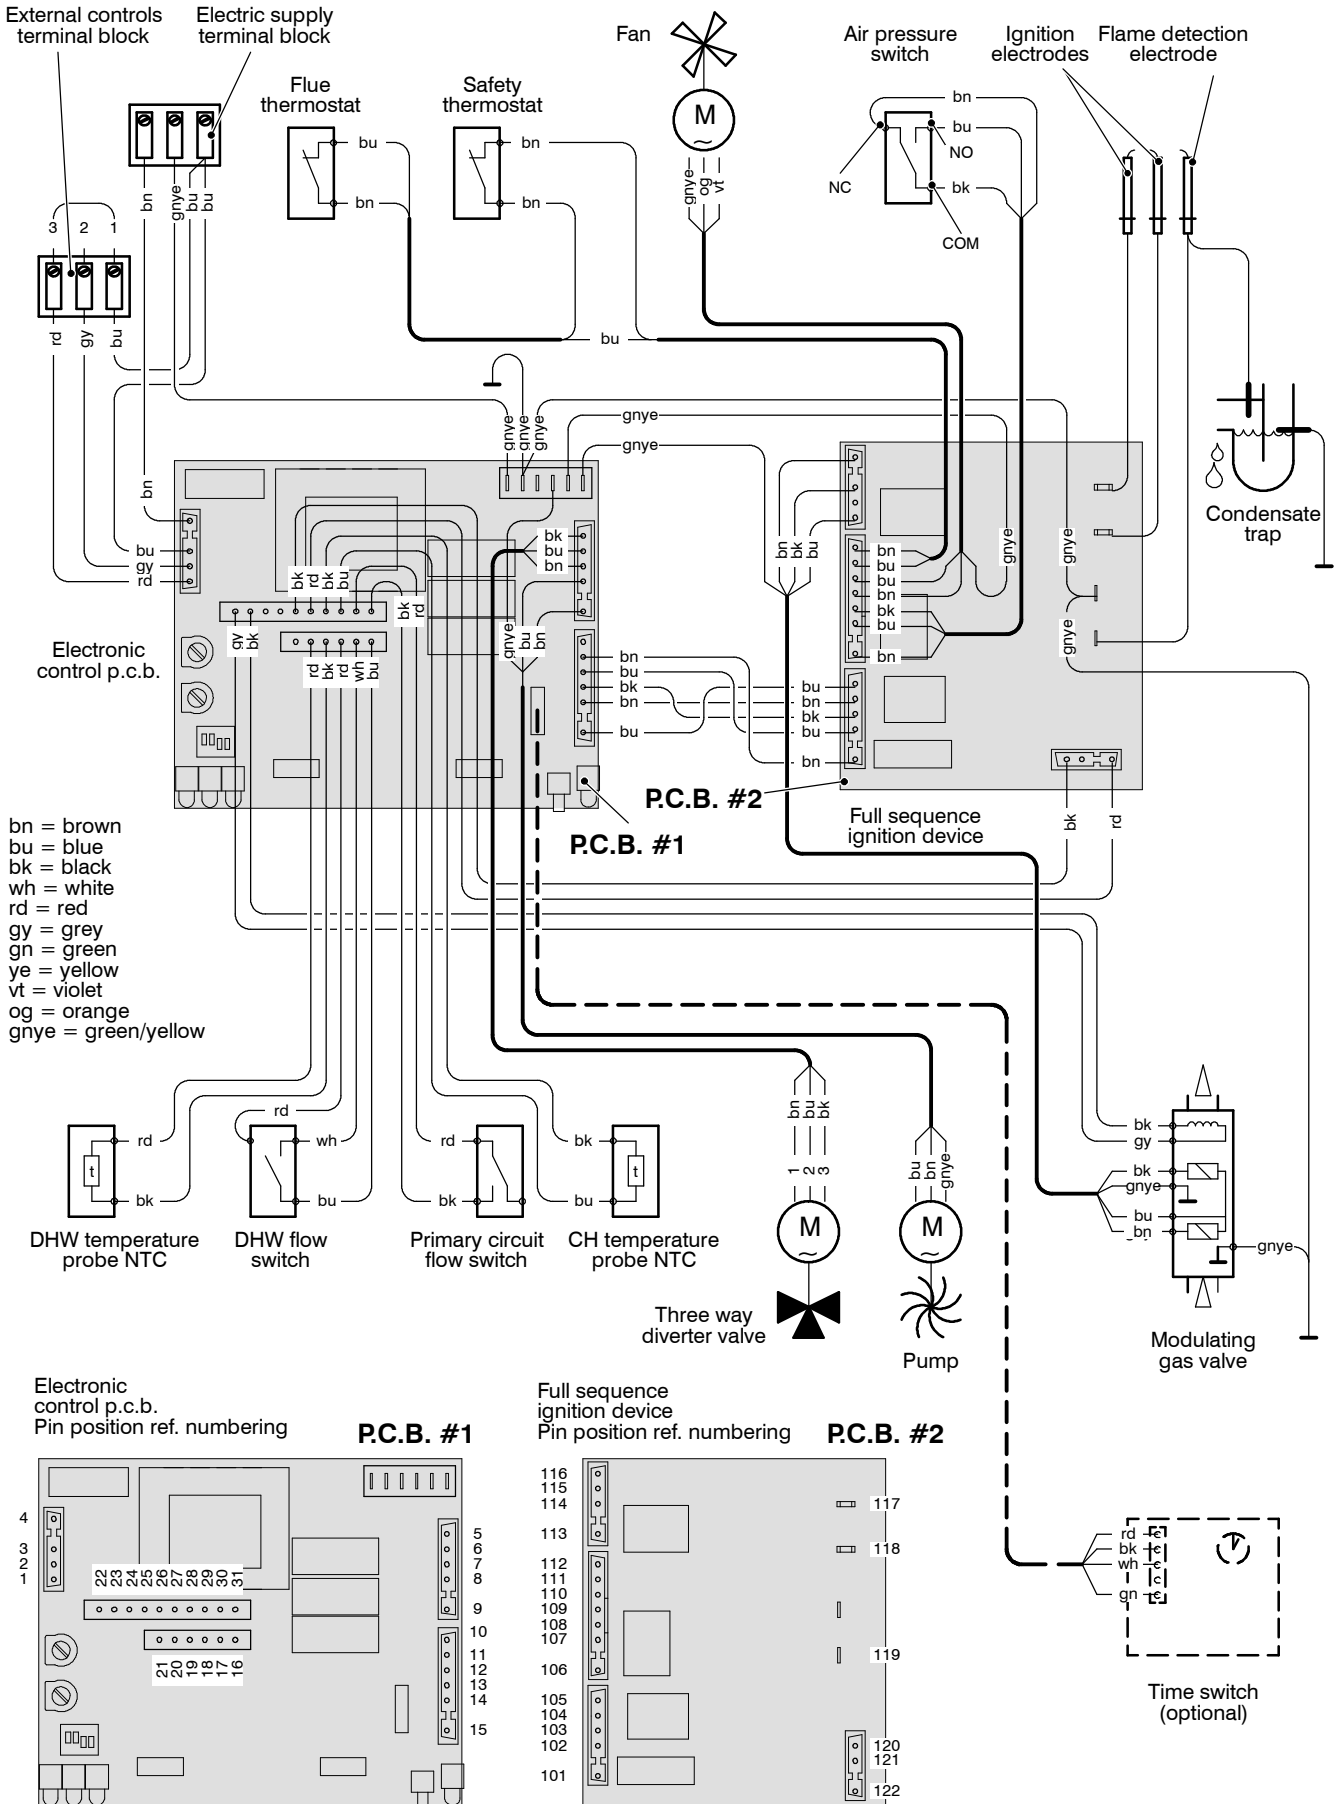 External controls
terminal block
Electric supply
terminal block
Flue
thermostat
Safety
thermostat
Fan
Air pressure
switch
Ignition
electrodes
Flame detection
electrode
M
~
bu
bn
bn
bn
gnye
og
vt
bn
bu
NO
bk
NC
COM
bn
gnye
bu
bu
3
2
1
rd
gy
bu
bu
gnye
gnye
gnye
gnye
gnye
bn
bu
gy
rd
bk
rd
bk
bu
bk
rd
bk
bu
bn
gnye
bu
bn
gy
bk
rd
bk
rd
wh
bu
bn
bu
bk
bn
bu
bn
bk
bu
bn
bu
bu
bn
bk
bu
bn
bu
bn
bk
bu
bn
gnye
gnye
gnye
Condensate
trap
Electronic
control p.c.b.
P.C.B. #2
P.C.B. #1
Full sequence
ignition device
bk
rd
bn = brown
bu = blue
bk = black
wh = white
rd = red
gy = grey
gn = green
ye = yellow
vt = violet
og = orange
gnye = green/yellow
rd
rd
bk
t
wh
bu
rd
bk
bk
bu
t
bn
bu
bk
1
2
3
bu
bn
gnye
M
~
M
~
bk
gy
bk
gnye
bu
bn
gnye
DHW temperature
probe NTC
DHW flow
switch
Primary circuit
flow switch
CH temperature
probe NTC
Three way
diverter valve
Pump
Modulating
gas valve
Electronic
control p.c.b.
Pin position ref. numbering
P.C.B. #1
Full sequence
ignition device
Pin position ref. numbering
P.C.B. #2
4
3
2
1
22
23
24
25
26
27
28
29
30
31
21
20
19
18
17
16
5
6
7
8
9
10
11
12
13
14
15
116
115
114
113
112
111
110
109
108
107
106
105
104
103
102
101
117
118
119
120
121
122
rd
bk
wh
gn
Time switch
(optional)